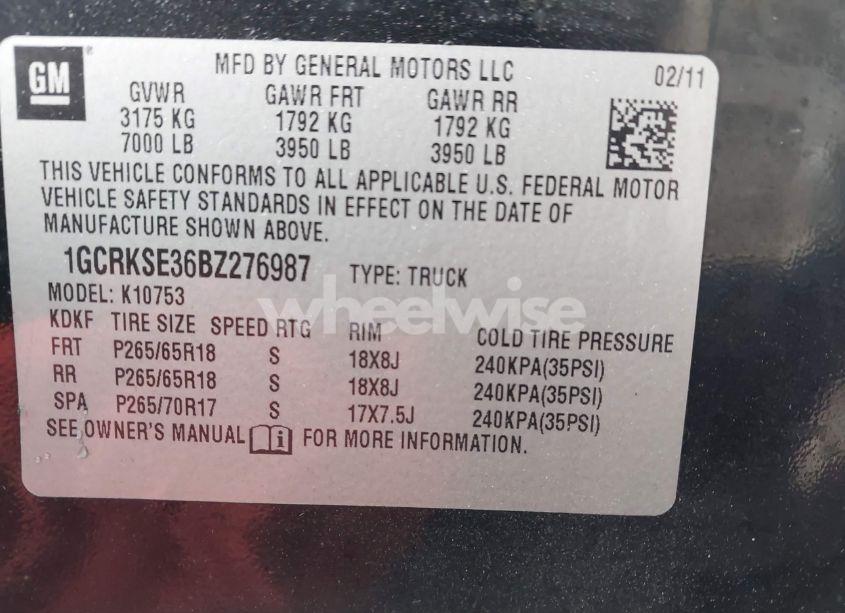 GM
MFD BY GENERAL MOTORS LLC
02/11
GVWR GAWR FRT GAWR RR
3175 KG 1792 KG 1792 KG
7000 LB 3950 LB 3950 LB
THIS VEHICLE CONFORMS TO ALL APPLICABLE U.S. FEDERAL MOTOR
VEHICLE SAFETY STANDARDS IN EFFECT ON THE DATE OF
MANUFACTURE SHOWN ABOVE.
1GCRKSE36BZ276987 TYPE: TRUCK
MODEL: K10753
KDKF TIRE SIZE SPEED RTG RIM COLD TIRE PRESSURE
FRT P265/65R18 S 18X8J 240KPA(35PSI)
RR P265/65R18 S 18X8J 240KPA(35PSI)
SPA P265/70R17 S 17X7.5J 240KPA(35PSI)
SEE OWNER'S MANUAL FOR MORE INFORMATION.
wheelwise